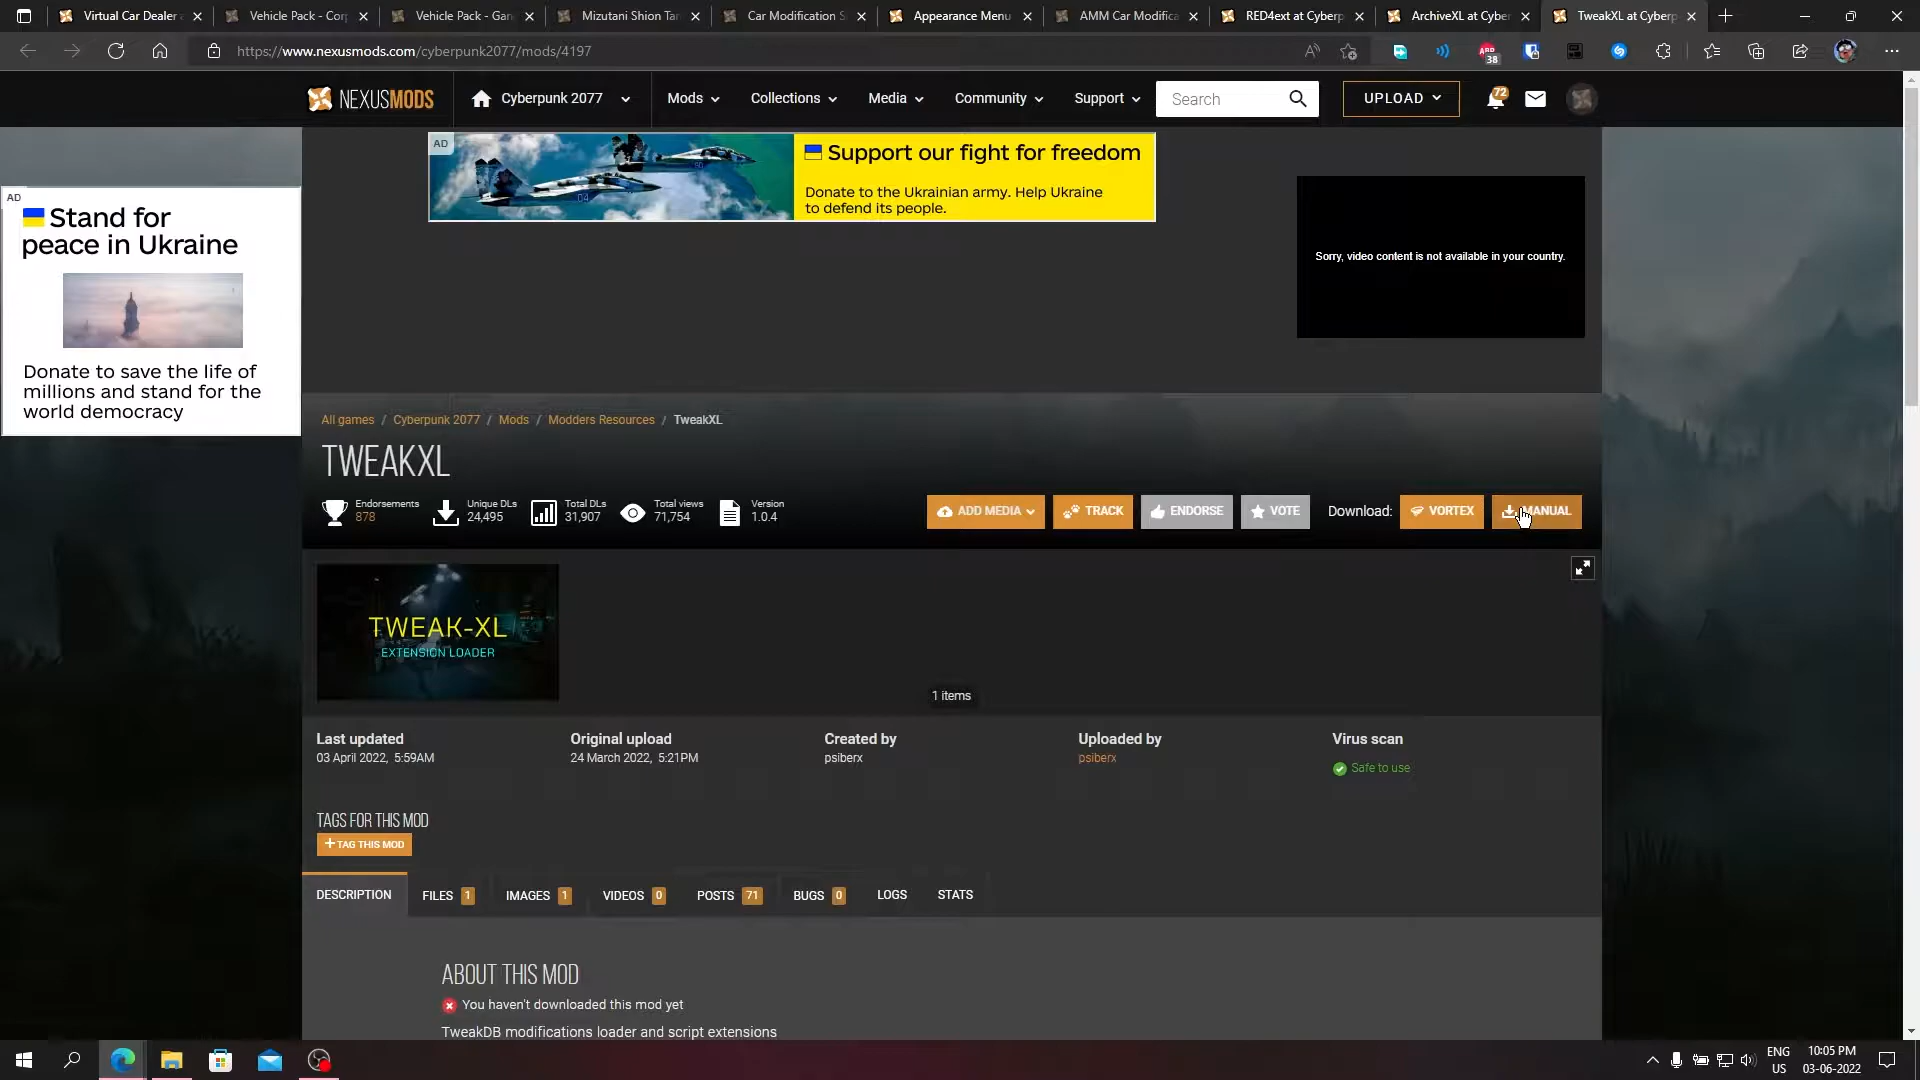 Virtual Car Dealer
Vehicle Pack - Corp
Vehicle Pack - Gan
Mizutani Shion Tar
Car Modification S
Appearance Menu
AMM Car Modifica
RED4ext at Cyberp
ArchiveXL at Cyber
TweakXL at Cyberp
https://www.nexusmods.com/cyberpunk2077/mods/4197
38
NEXUSMODS
Cyberpunk 2077
Mods
Collections
Media
Community
Support
Search
UPLOAD
72
AD
Support our fight for freedom
Donate to the Ukrainian army. Help Ukraine
to defend its people.
AD
Stand for
peace in Ukraine
Donate to save the life of
millions and stand for the
world democracy
Sorry, video content is not available in your country.
All games / Cyberpunk 2077 / Mods / Modders Resources / TweakXL
TWEAKXL
Endorsements
878
Unique DLs
24,495
Total DLs
31,907
Total views
71,754
Version
1.0.4
ADD MEDIA
TRACK
ENDORSE
VOTE
Download:
VORTEX
MANUAL
TWEAK-XL
EXTENSION LOADER
1 items
Last updated
03 April 2022, 5:59AM
Original upload
24 March 2022, 5:21PM
Created by
psiberx
Uploaded by
psiberx
Virus scan
Safe to use
TAGS FOR THIS MOD
+ TAG THIS MOD
DESCRIPTION
FILES 1
IMAGES 1
VIDEOS 0
POSTS 71
BUGS 0
LOGS
STATS
ABOUT THIS MOD
You haven't downloaded this mod yet
TweakDB modifications loader and script extensions
ENG
US
10:05 PM
03-06-2022